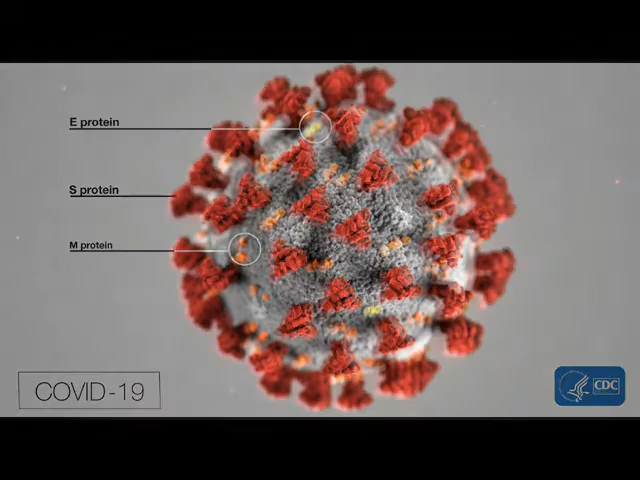 E protein
S protein
M protein
COVID-19
CDC